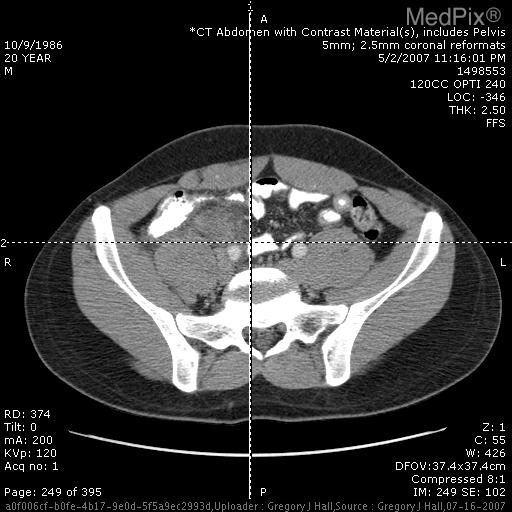 MedPix®
A
*CT Abdomen with Contrast Material(s), includes Pelvis
10/9/1986
5mm; 2.5mm coronal reformats
20 YEAR
5/2/2007 11:16:01 PM
M
1498553
120CC OPTI 240
LOC: -346
THK: 2.50
FFS
2
R
L
RD: 374
Tilt: 0
Z: 1
mA: 200
C: 55
KVp: 120
W: 426
Acq no: 1
DFOV:37.4x37.4cm
Compressed 8:1
Page: 249 of 395
P
IM: 249 SE: 102
a0f006cf-b0fe-4b17-9e0d-5f5a9ec2993d,Uploader : Gregory J Hall,Source : Gregory J Hall,07-16-2007